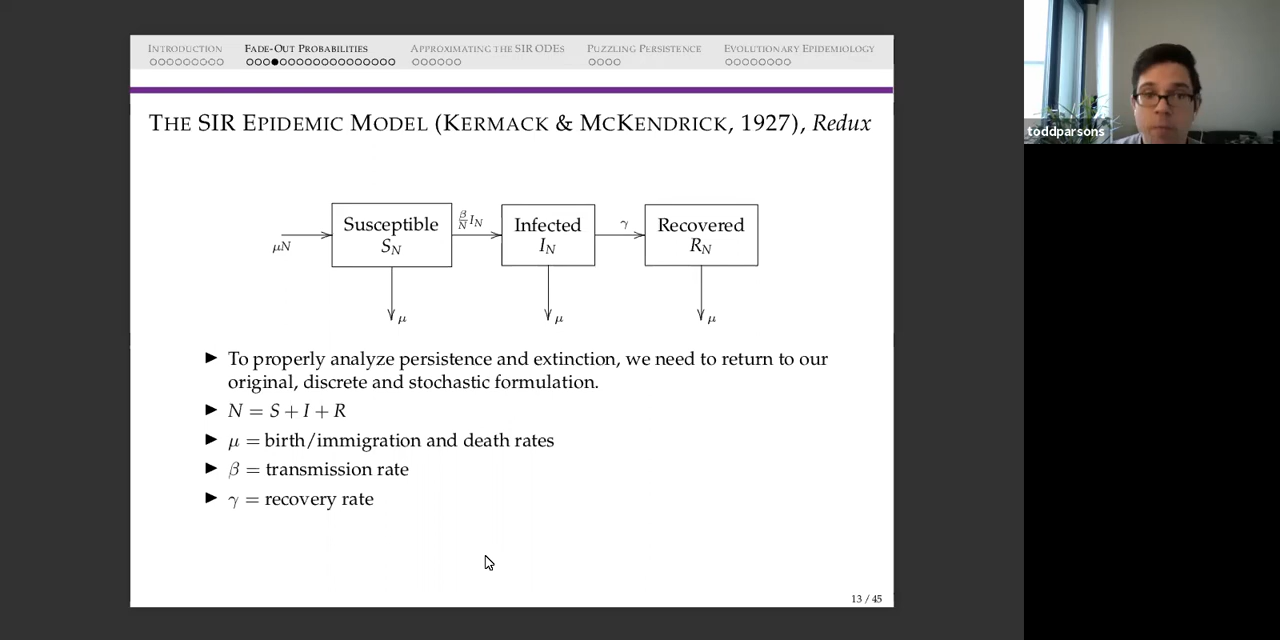 INTRODUCTION FADE-OUT PROBABILITIES APPROXIMATING THE SIR ODES PUZZLING PERSISTENCE EVOLUTIONARY EPIDEMIOLOGY
toddparsons
THE SIR EPIDEMIC MODEL (KERMACK & MCKENDRICK, 1927), Redux
μN
Susceptible
S_N
β/N I_N
Infected
I_N
γ
Recovered
R_N
μ
μ
μ
► To properly analyze persistence and extinction, we need to return to our
original, discrete and stochastic formulation.
► N = S + I + R
► μ = birth/immigration and death rates
► β = transmission rate
► γ = recovery rate
13 / 45